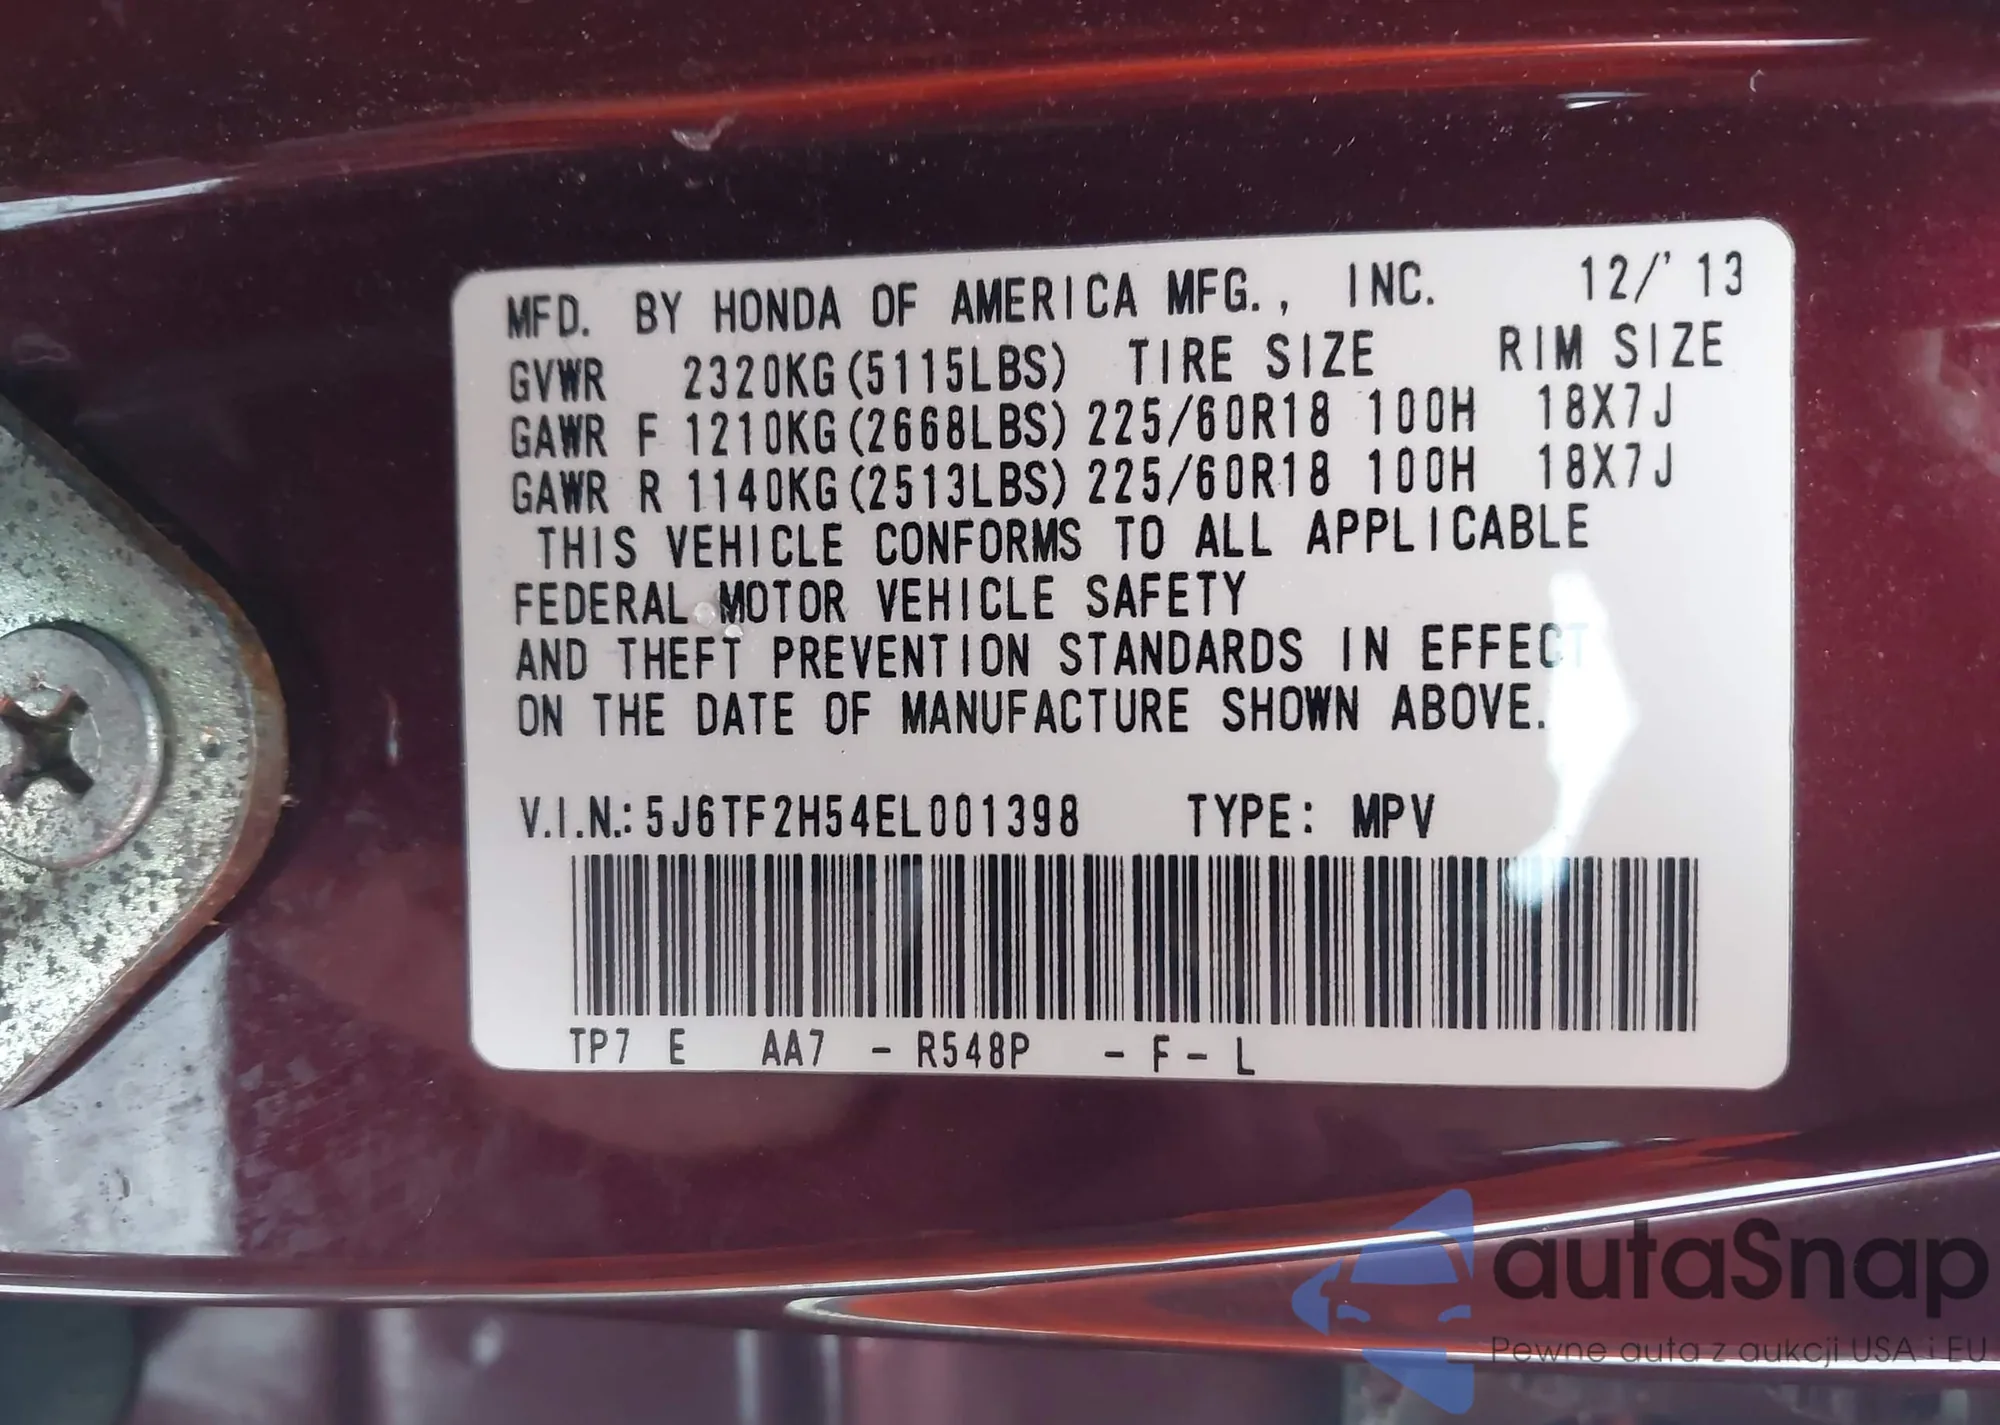 MFD. BY HONDA OF AMERICA MFG., INC. 12/'13
GVWR 2320KG(5115LBS) TIRE SIZE RIM SIZE
GAWR F 1210KG(2668LBS) 225/60R18 100H 18X7J
GAWR R 1140KG(2513LBS) 225/60R18 100H 18X7J
THIS VEHICLE CONFORMS TO ALL APPLICABLE
FEDERAL MOTOR VEHICLE SAFETY
AND THEFT PREVENTION STANDARDS IN EFFECT
ON THE DATE OF MANUFACTURE SHOWN ABOVE.
V.I.N.: 5J6TF2H54EL001398 TYPE: MPV
TP7 E AA7 - R548P - F - L
autaSnap
Pewne auta z aukcji USA i EU